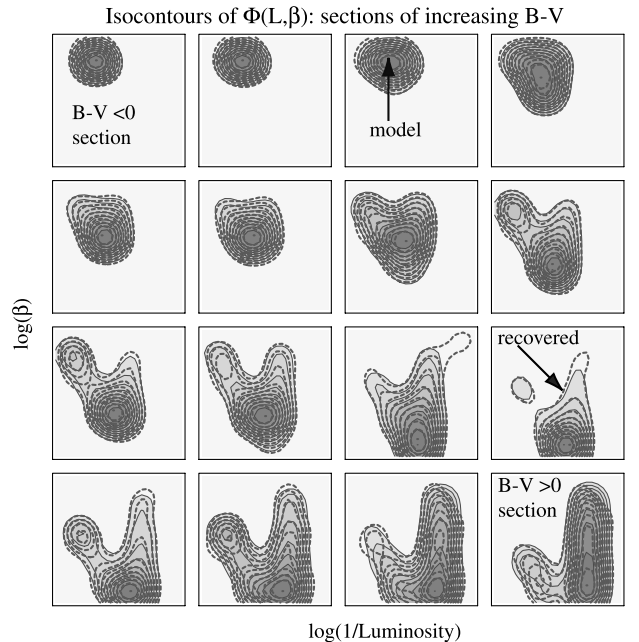 Isocontours of Φ(L,β): sections of increasing B-V
B-V <0
section
model
log(β)
recovered
B-V >0
section
log(1/Luminosity)